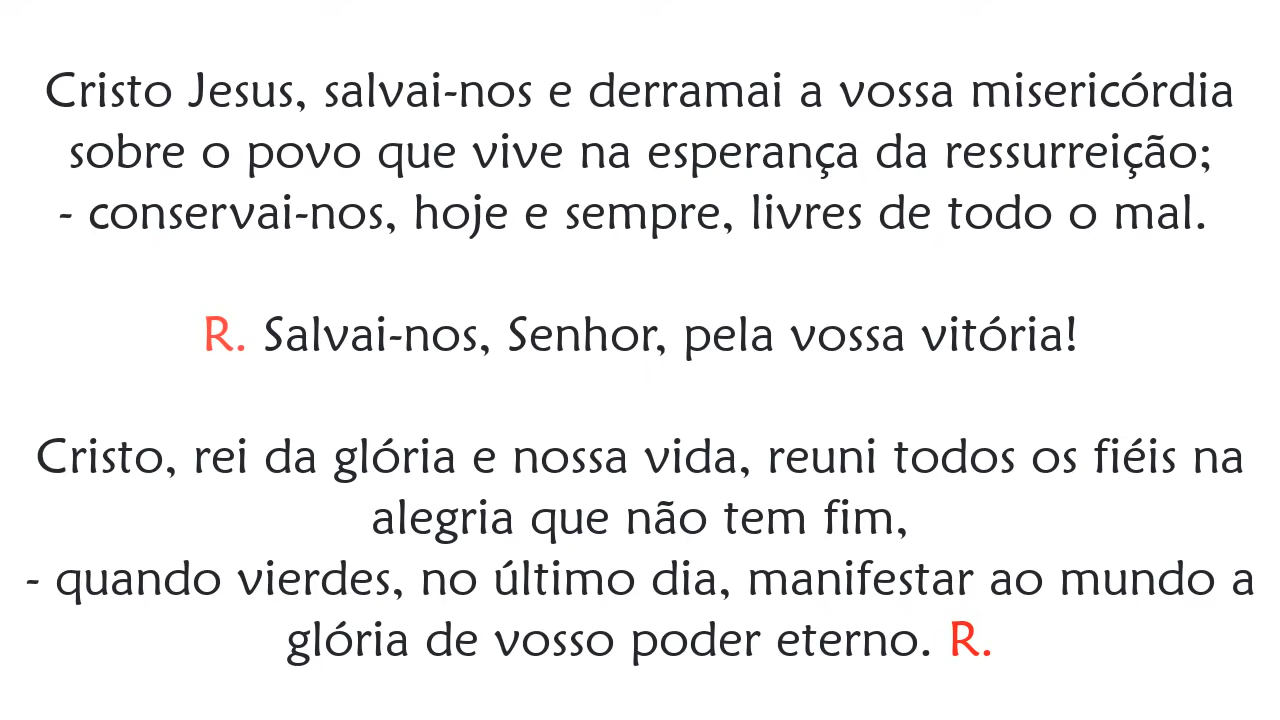 Cristo Jesus, salvai-nos e derramai a vossa misericórdia
sobre o povo que vive na esperança da ressurreição;
- conservai-nos, hoje e sempre, livres de todo o mal.
R. Salvai-nos, Senhor, pela vossa vitória!
Cristo, rei da glória e nossa vida, reuni todos os fiéis na
alegria que não tem fim,
- quando vierdes, no último dia, manifestar ao mundo a
glória de vosso poder eterno. R.